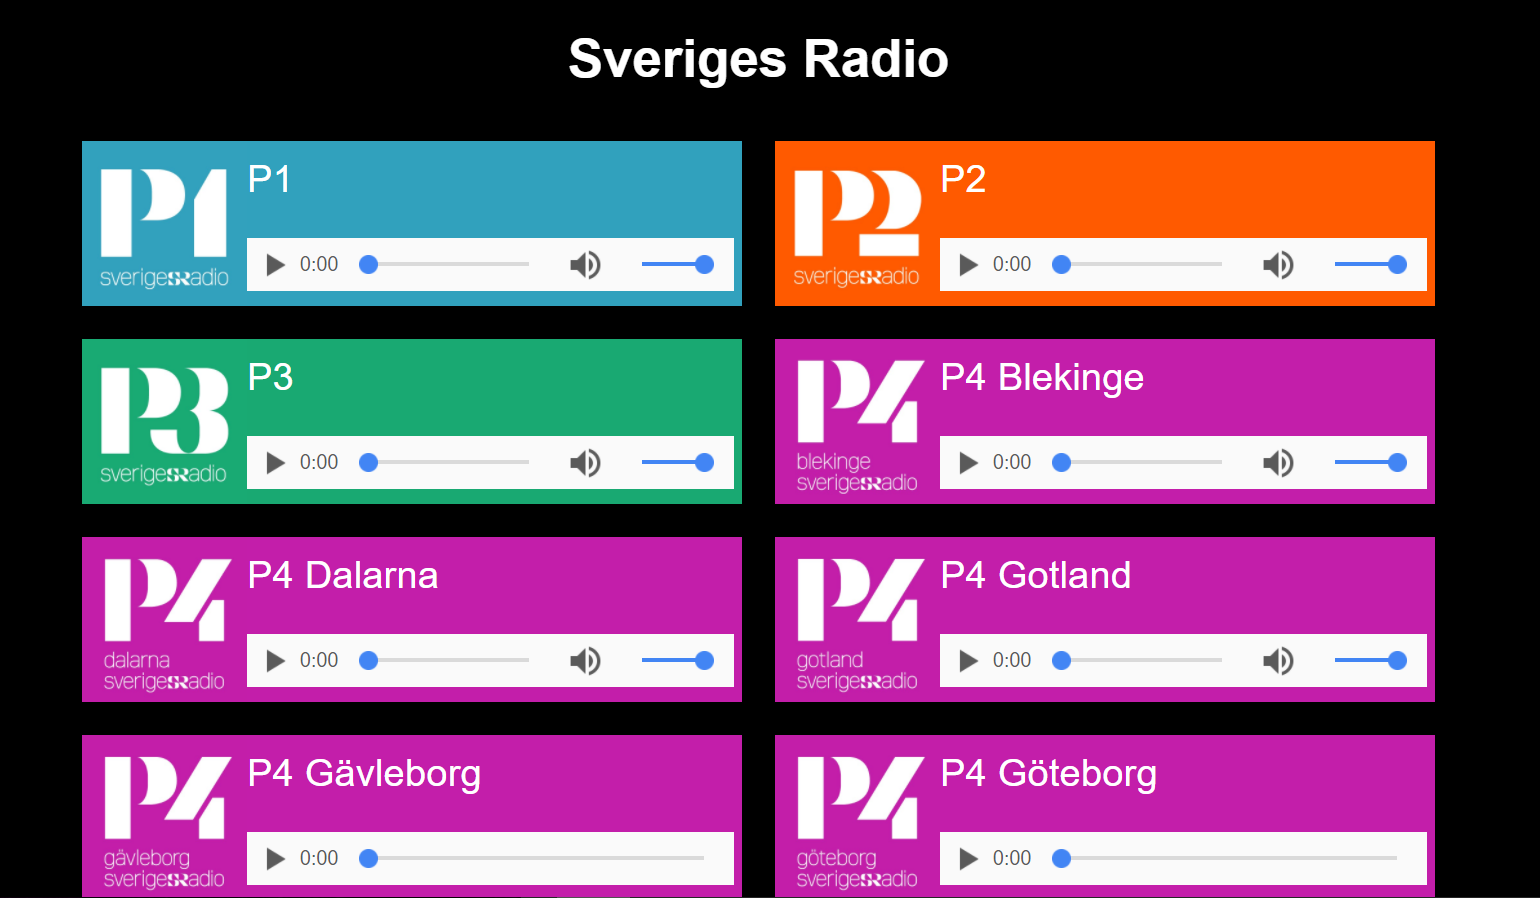 Sveriges Radio
P1
sverigesRadio
P1
0:00
P2
sverigesRadio
P2
0:00
P3
sverigesRadio
P3
0:00
P4
blekinge
sverigesRadio
P4 Blekinge
0:00
P4
dalarna
sverigesRadio
P4 Dalarna
0:00
P4
gotland
sverigesRadio
P4 Gotland
0:00
P4
gävleborg
sverigesRadio
P4 Gävleborg
0:00
P4
göteborg
sverigesRadio
P4 Göteborg
0:00